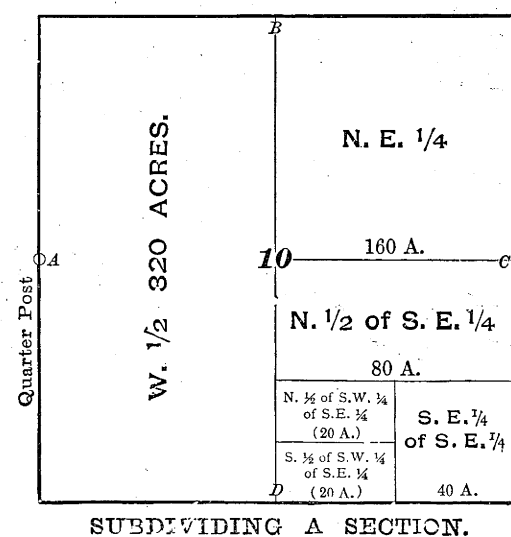 B
N. E. 1/4
W. 1/2 320 ACRES.
160 A.
A
10
C
Quarter Post
N. 1/2 of S. E. 1/4
80 A.
N. ½ of S.W. ¼
of S.E. ¼
(20 A.)
S. E. 1/4
of S. E. 1/4
S. ½ of S.W. ¼
of S.E. ¼
(20 A.)
D
40 A.
SUBDIVIDING A SECTION.